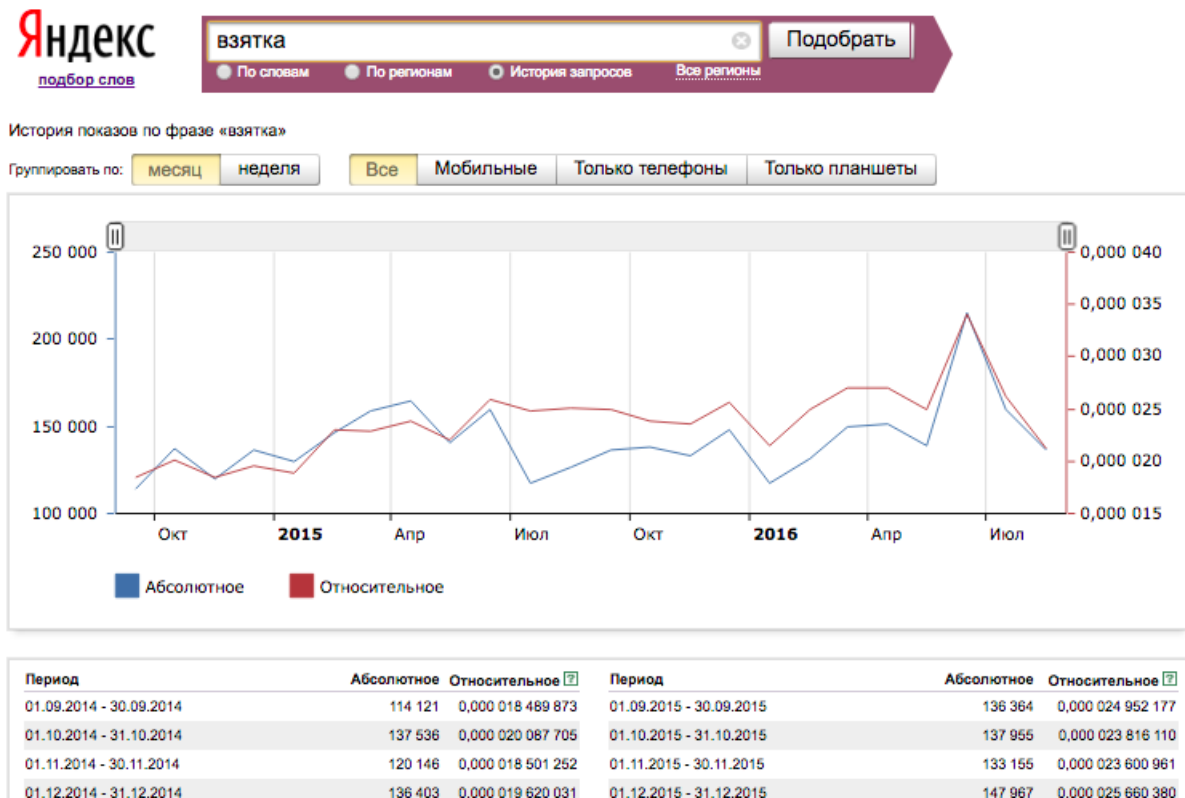 Яндекс
подбор слов
взятка
Подобрать
По словам По регионам История запросов Все регионы
История показов по фразе «взятка»
Группировать по: месяц неделя Все Мобильные Только телефоны Только планшеты
250 000 0,000 040
0,000 035
200 000
0,000 030
150 000 0,000 025
0,000 020
100 000 0,000 015
Окт 2015 Апр Июл Окт 2016 Апр Июл
Абсолютное Относительное
Период Абсолютное Относительное ? Период Абсолютное Относительное ?
01.09.2014 - 30.09.2014 114 121 0,000 018 489 873 01.09.2015 - 30.09.2015 136 364 0,000 024 952 177
01.10.2014 - 31.10.2014 137 536 0,000 020 087 705 01.10.2015 - 31.10.2015 137 955 0,000 023 816 110
01.11.2014 - 30.11.2014 120 146 0,000 018 501 252 01.11.2015 - 30.11.2015 133 155 0,000 023 600 961
01.12.2014 - 31.12.2014 136 403 0,000 019 620 031 01.12.2015 - 31.12.2015 147 967 0,000 025 660 380